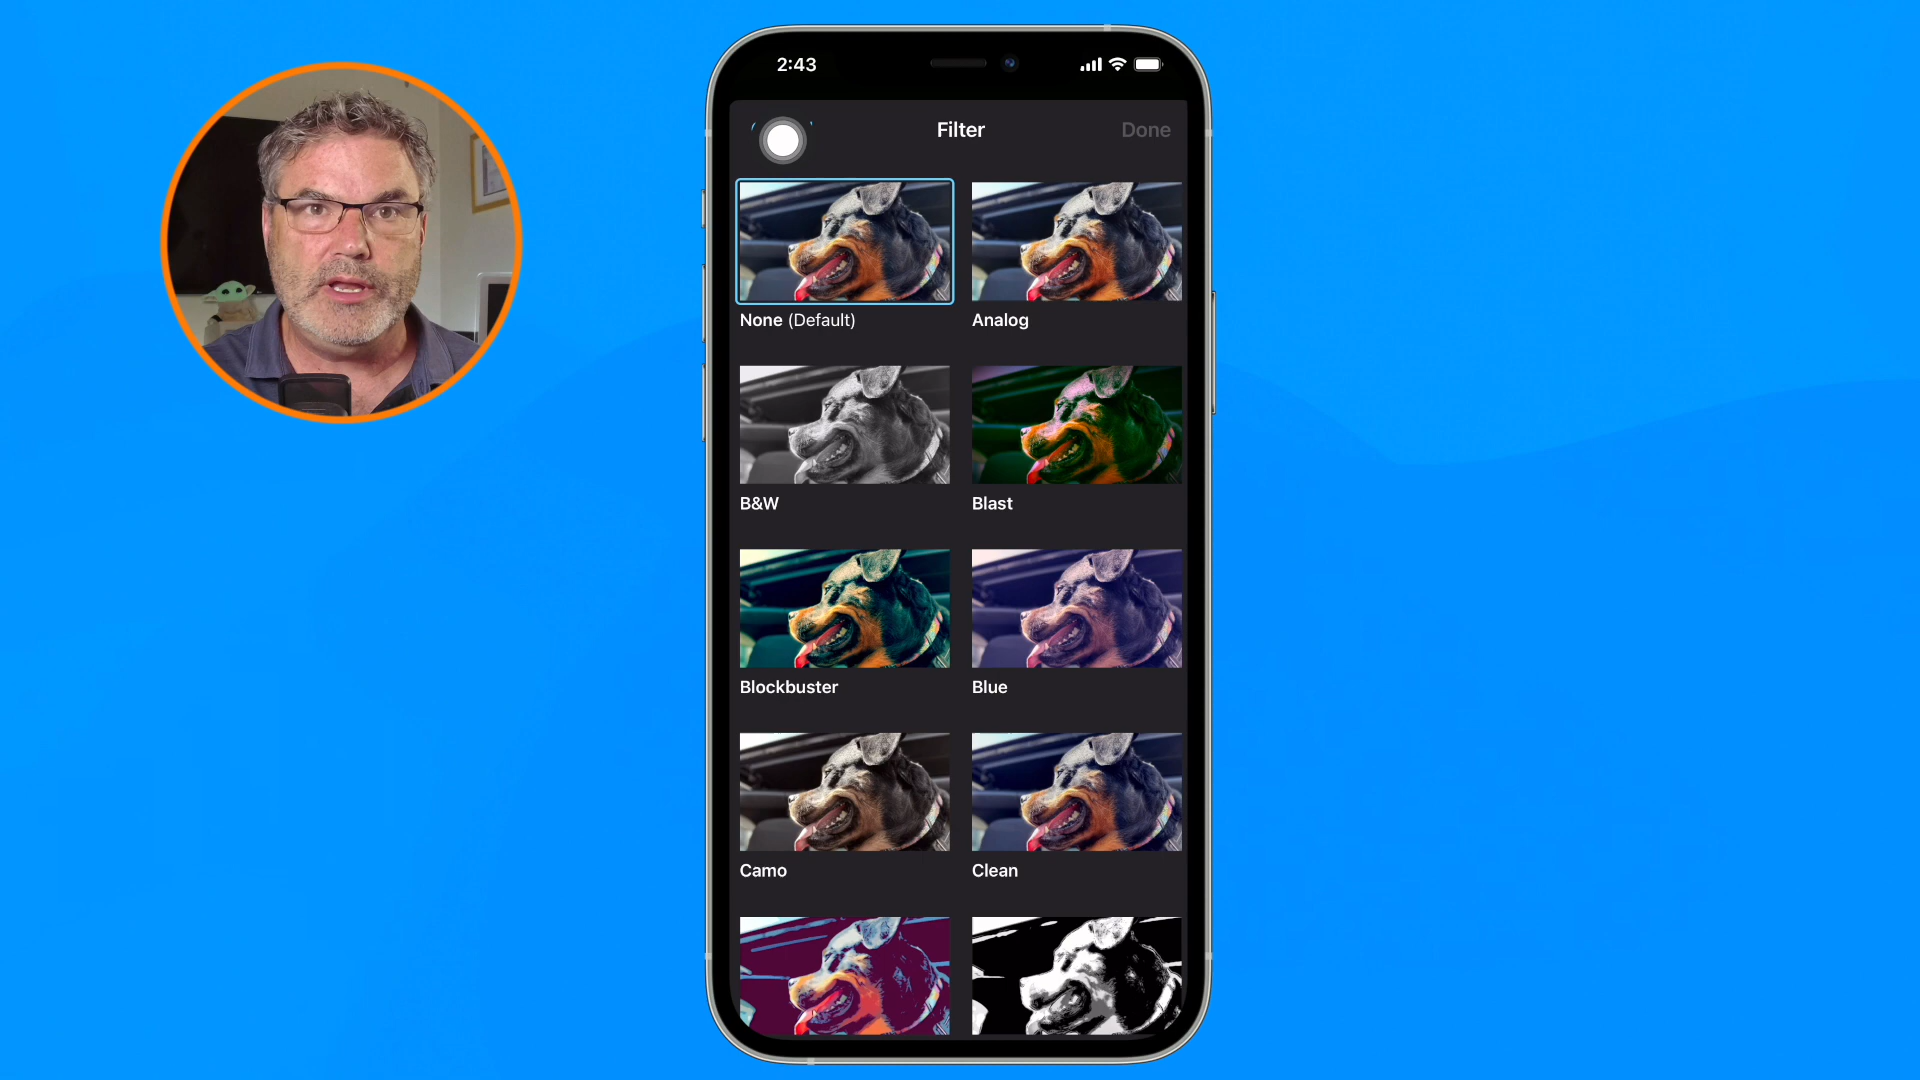 2:43
Filter
Done
None (Default)
Analog
B&W
Blast
Blockbuster
Blue
Camo
Clean